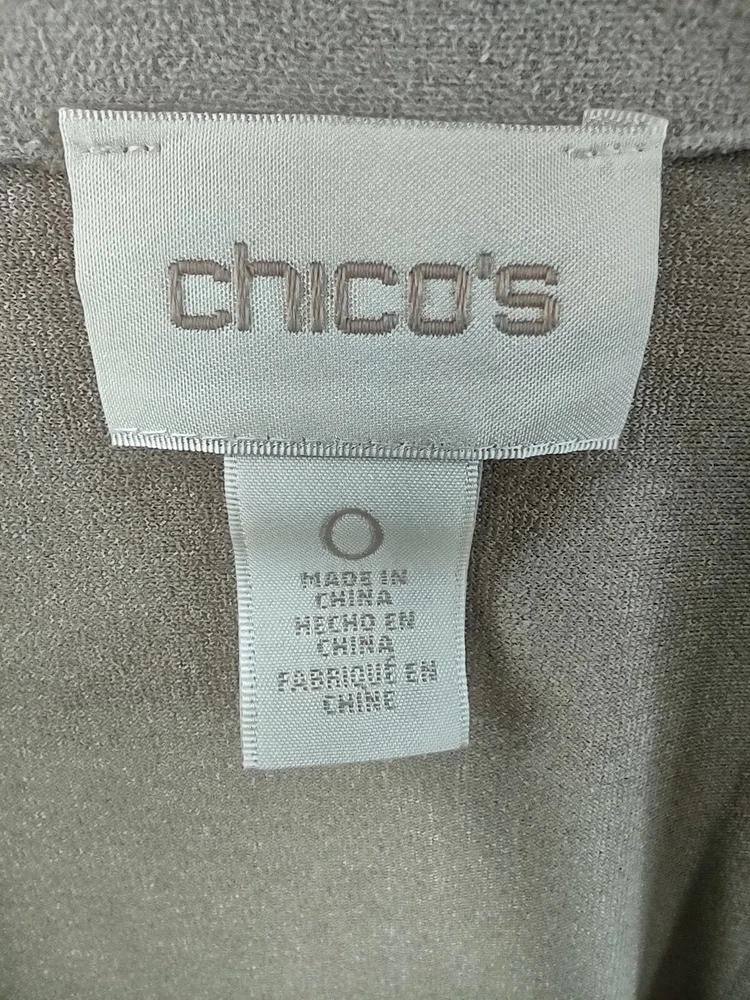 chico's
0
MADE IN
CHINA
HECHO EN
CHINA
FABRIQUÉ EN
CHINE